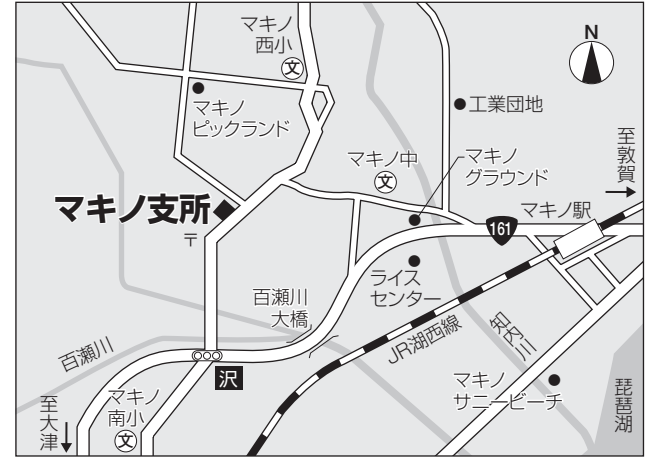 マキノ
西小
文
N
マキノ
ピックランド
工業団地
至敦賀
マキノ中
文
マキノ
グラウンド
マキノ支所
〒
161
マキノ駅
ライス
センター
百瀬川
大橋
百瀬川
JR湖西線
知内川
沢
マキノ
南小
文
至大津
マキノ
サニービーチ
琵琶湖